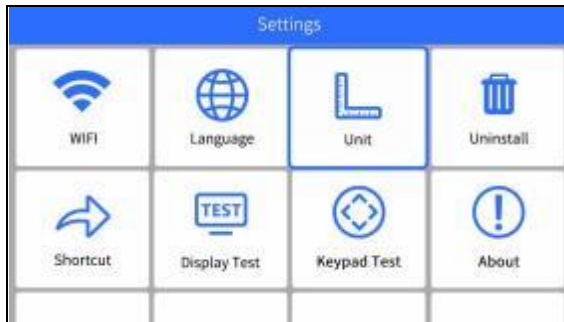 Settings
WIFI Language Unit Uninstall
TEST
Shortcut Display Test Keypad Test About